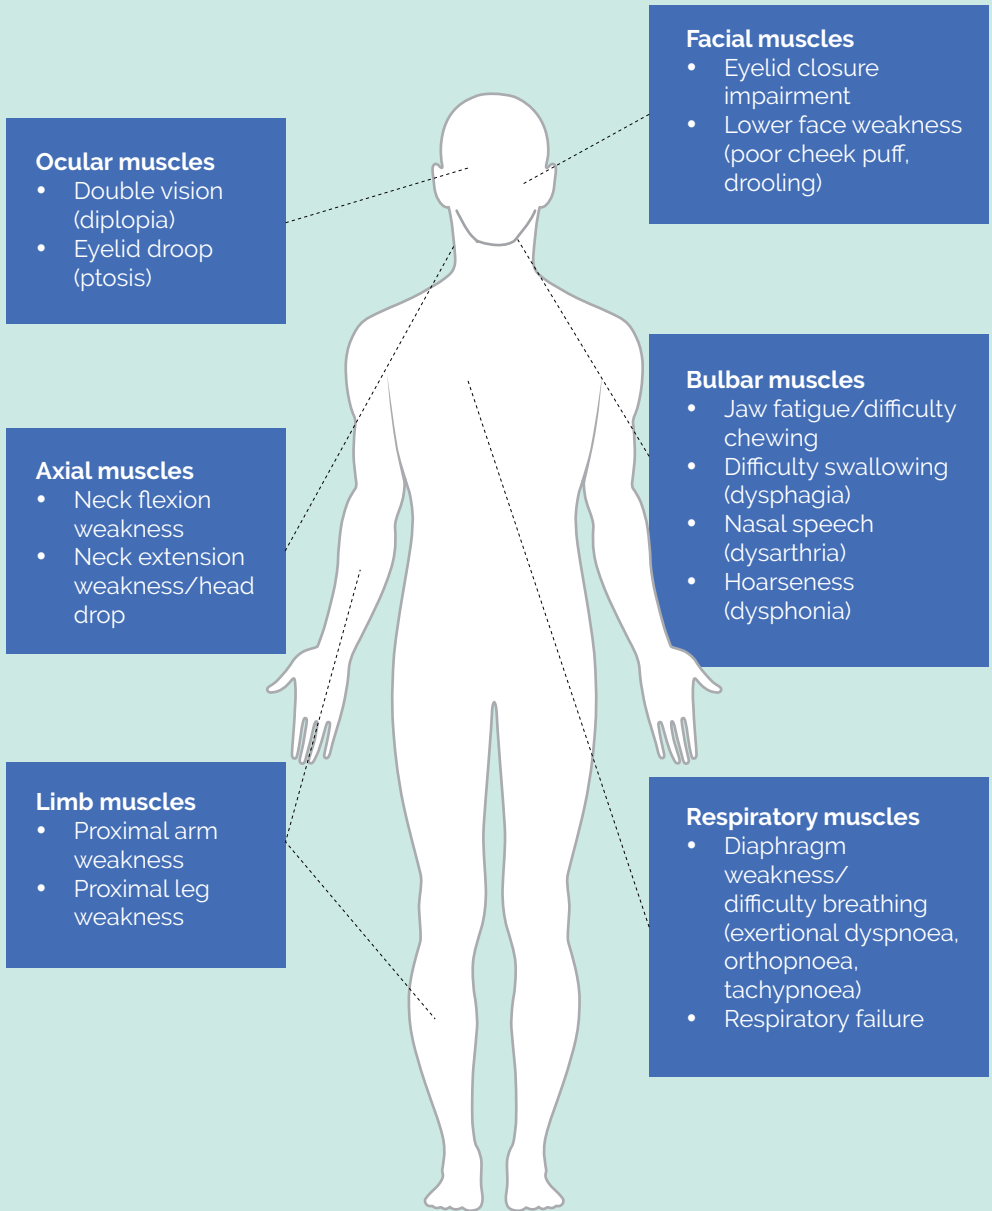 Ocular muscles
• Double vision
(diplopia)
• Eyelid droop
(ptosis)
Axial muscles
• Neck flexion
weakness
• Neck extension
weakness/head
drop
Limb muscles
• Proximal arm
weakness
• Proximal leg
weakness
Facial muscles
• Eyelid closure
impairment
• Lower face weakness
(poor cheek puff,
drooling)
Bulbar muscles
• Jaw fatigue/difficulty
chewing
• Difficulty swallowing
(dysphagia)
• Nasal speech
(dysarthria)
• Hoarseness
(dysphonia)
Respiratory muscles
• Diaphragm
weakness/
difficulty breathing
(exertional dyspnoea,
orthopnoea,
tachypnoea)
• Respiratory failure